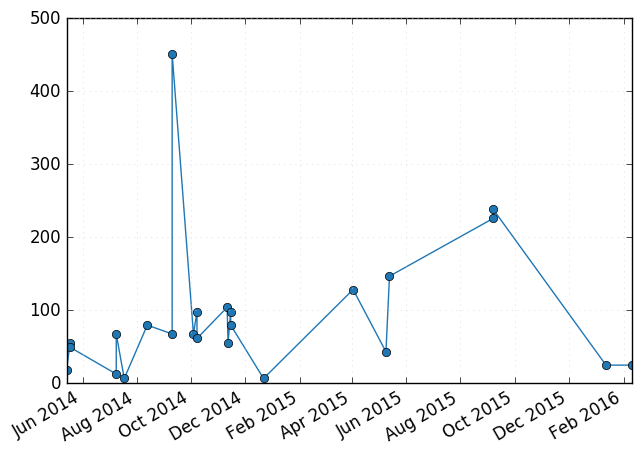 500
400
300
200
100
0
Jun 2014
Aug 2014
Oct 2014
Dec 2014
Feb 2015
Apr 2015
Jun 2015
Aug 2015
Oct 2015
Dec 2015
Feb 2016